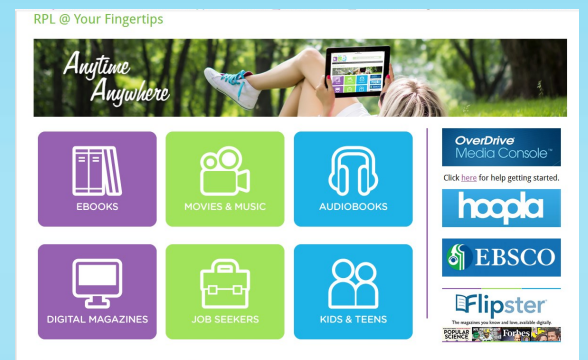 RPL @ Your Fingertips
Anytime
Anywhere
EBOOKS
MOVIES & MUSIC
AUDIOBOOKS
DIGITAL MAGAZINES
JOB SEEKERS
KIDS & TEENS
OverDrive
Media Console™
Click here for help getting started.
hoopla
EBSCO
Flipster
The magazines you know and love, available digitally.
POPULAR
SCIENCE
Forbes